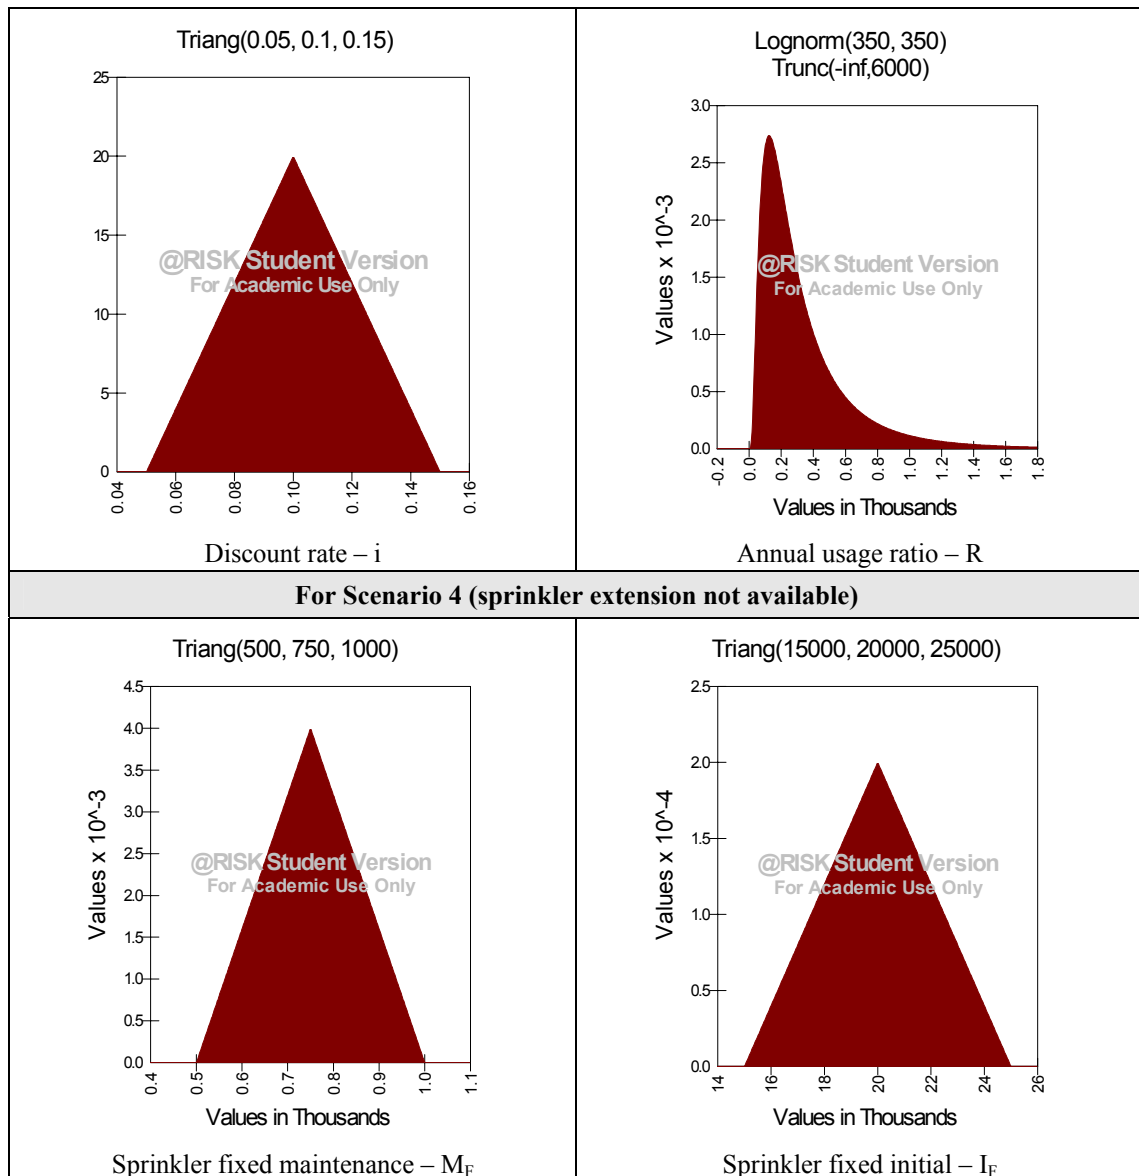 Triang(0.05, 0.1, 0.15)
25
20
15
10
5
0
@RISK Student Version
For Academic Use Only
0.04
0.06
0.08
0.10
0.12
0.14
0.16
Discount rate – i
Lognorm(350, 350)
Trunc(-inf,6000)
Values x 10^-3
3.0
2.5
2.0
1.5
1.0
0.5
0.0
@RISK Student Version
For Academic Use Only
-0.2
0.0
0.2
0.4
0.6
0.8
1.0
1.2
1.4
1.6
1.8
Values in Thousands
Annual usage ratio – R
For Scenario 4 (sprinkler extension not available)
Triang(500, 750, 1000)
Values x 10^-3
4.5
4.0
3.5
3.0
2.5
2.0
1.5
1.0
0.5
0.0
@RISK Student Version
For Academic Use Only
0.4
0.5
0.6
0.7
0.8
0.9
1.0
1.1
Values in Thousands
Sprinkler fixed maintenance – M_F
Triang(15000, 20000, 25000)
Values x 10^-4
2.5
2.0
1.5
1.0
0.5
0.0
@RISK Student Version
For Academic Use Only
14
16
18
20
22
24
26
Values in Thousands
Sprinkler fixed initial – I_F